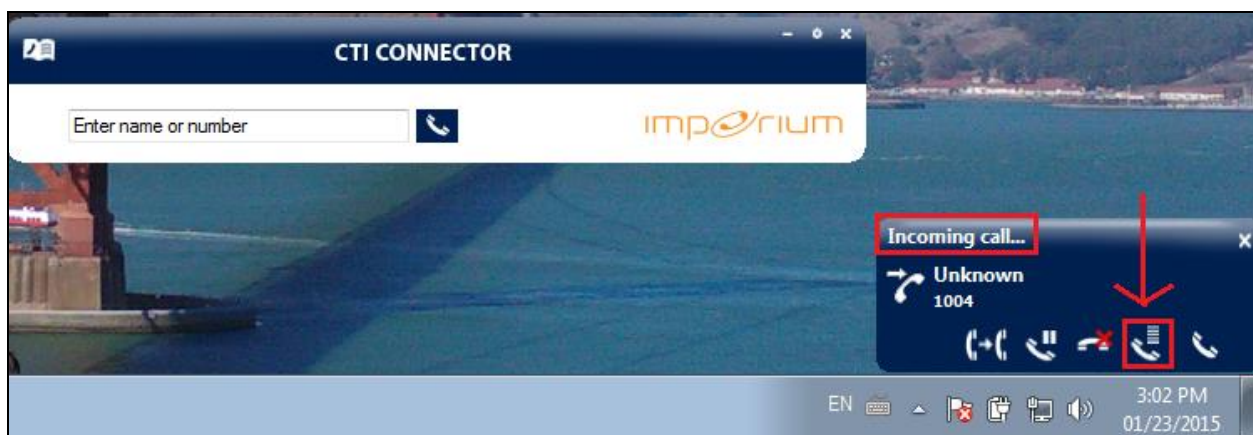 CTI CONNECTOR
Enter name or number
imperium
Incoming call...
Unknown
1004
EN
3:02 PM
01/23/2015